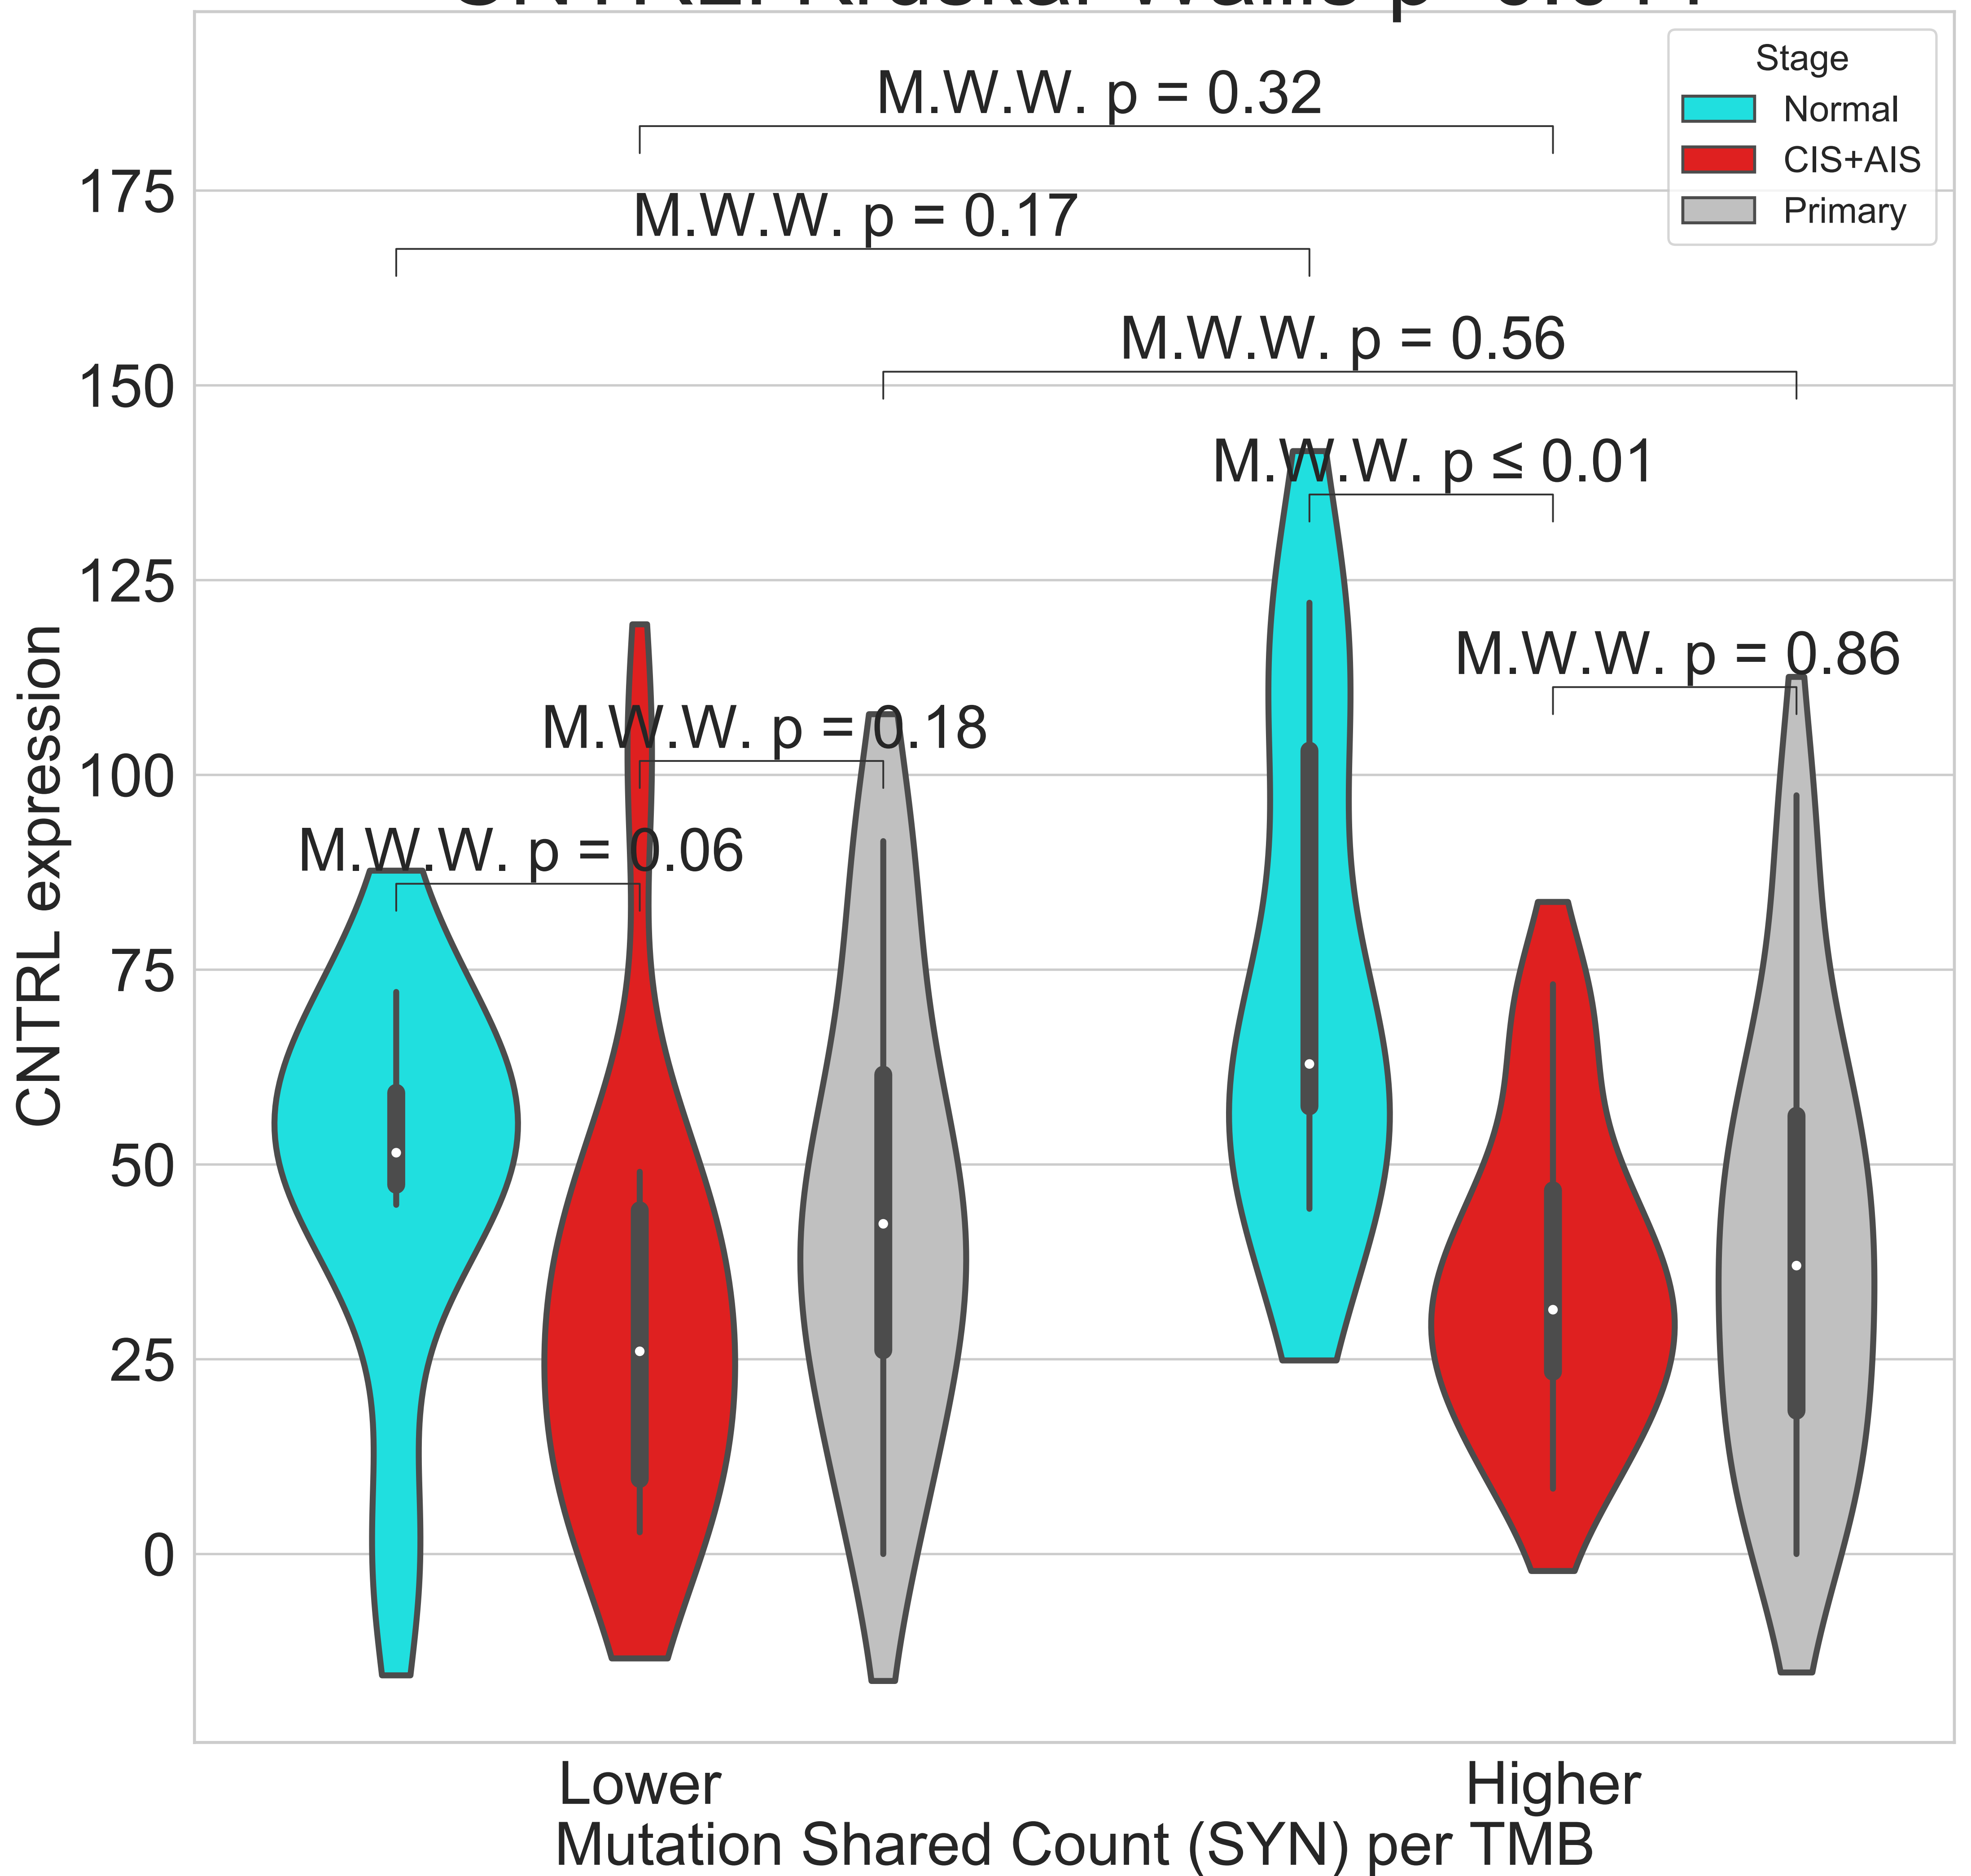 Stage
Normal
CIS+AIS
Primary
M.W.W. p = 0.32
M.W.W. p = 0.17
M.W.W. p = 0.56
M.W.W. p ≤ 0.01
M.W.W. p = 0.86
M.W.W. p = 0.18
M.W.W. p = 0.06
175
150
125
100
75
50
25
0
CNTRL expression
Lower
Higher
Mutation Shared Count (SYN) per TMB